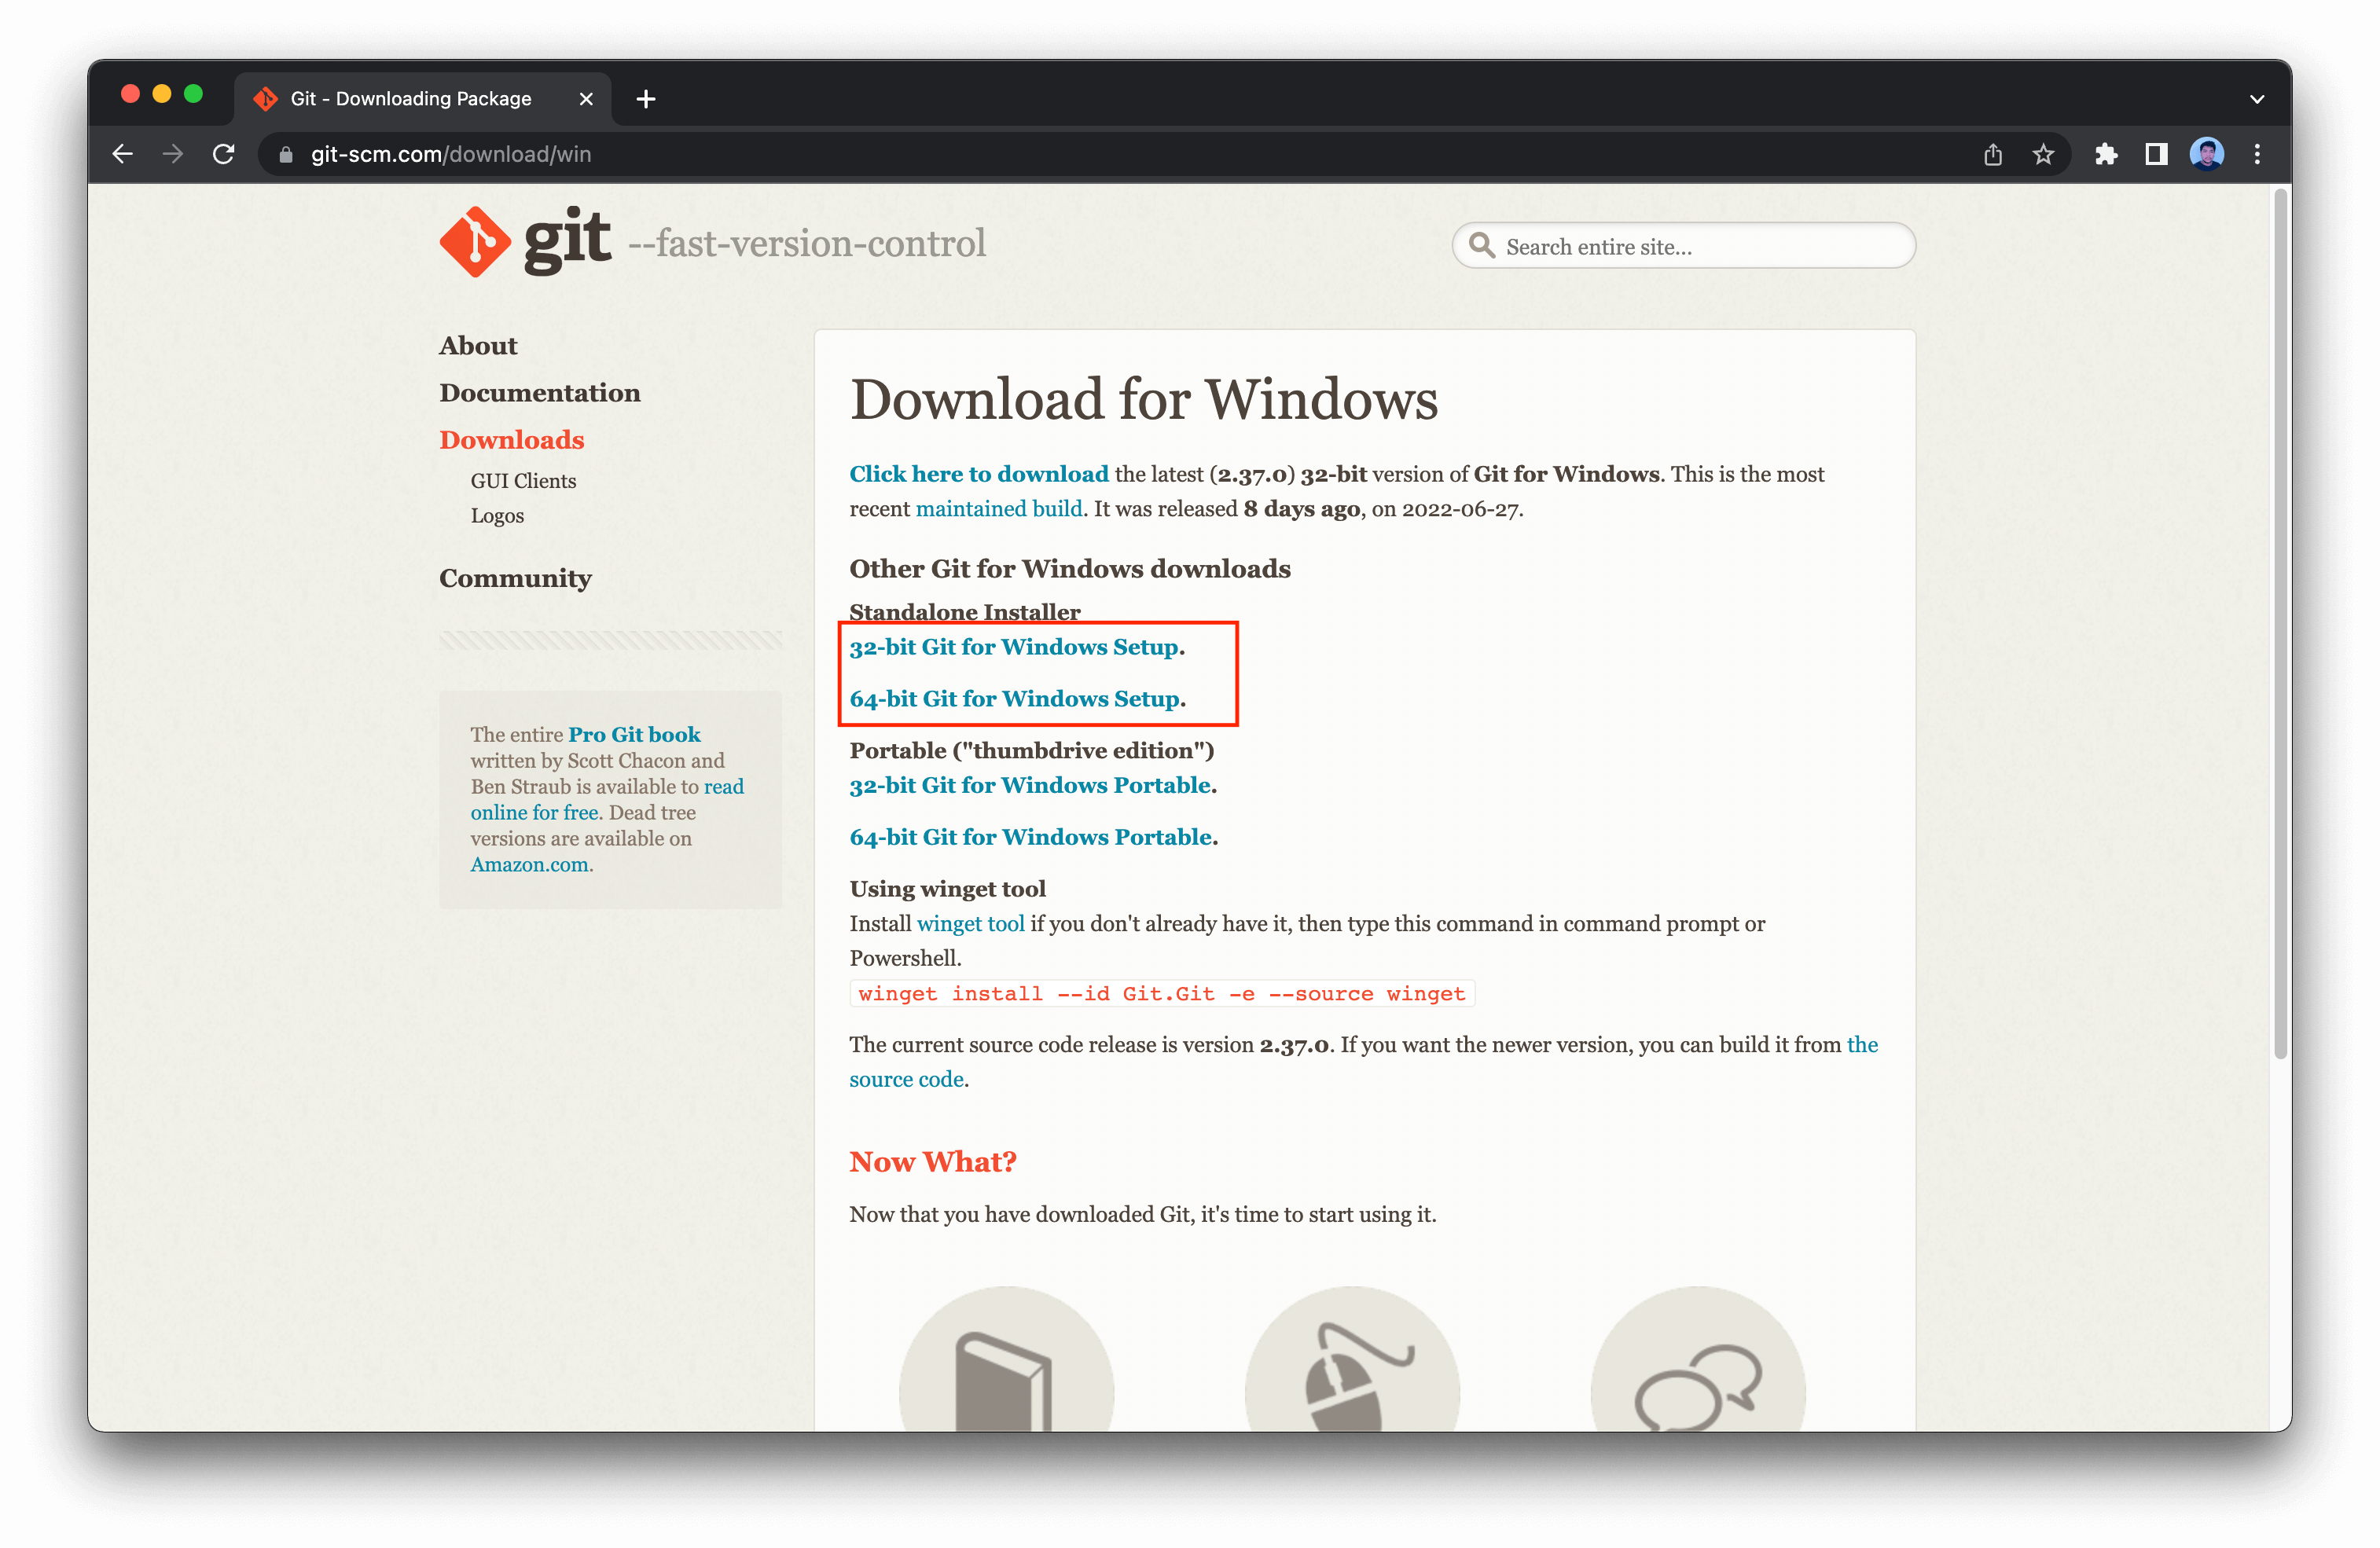 Git - Downloading Package
git-scm.com/download/win
git --fast-version-control
Search entire site...
About
Documentation
Downloads
GUI Clients
Logos
Community
The entire Pro Git book
written by Scott Chacon and
Ben Straub is available to read
online for free. Dead tree
versions are available on
Amazon.com.
Download for Windows
Click here to download the latest (2.37.0) 32-bit version of Git for Windows. This is the most
recent maintained build. It was released 8 days ago, on 2022-06-27.
Other Git for Windows downloads
Standalone Installer
32-bit Git for Windows Setup.
64-bit Git for Windows Setup.
Portable ("thumbdrive edition")
32-bit Git for Windows Portable.
64-bit Git for Windows Portable.
Using winget tool
Install winget tool if you don't already have it, then type this command in command prompt or
Powershell.
winget install --id Git.Git -e --source winget
The current source code release is version 2.37.0. If you want the newer version, you can build it from the
source code.
Now What?
Now that you have downloaded Git, it's time to start using it.